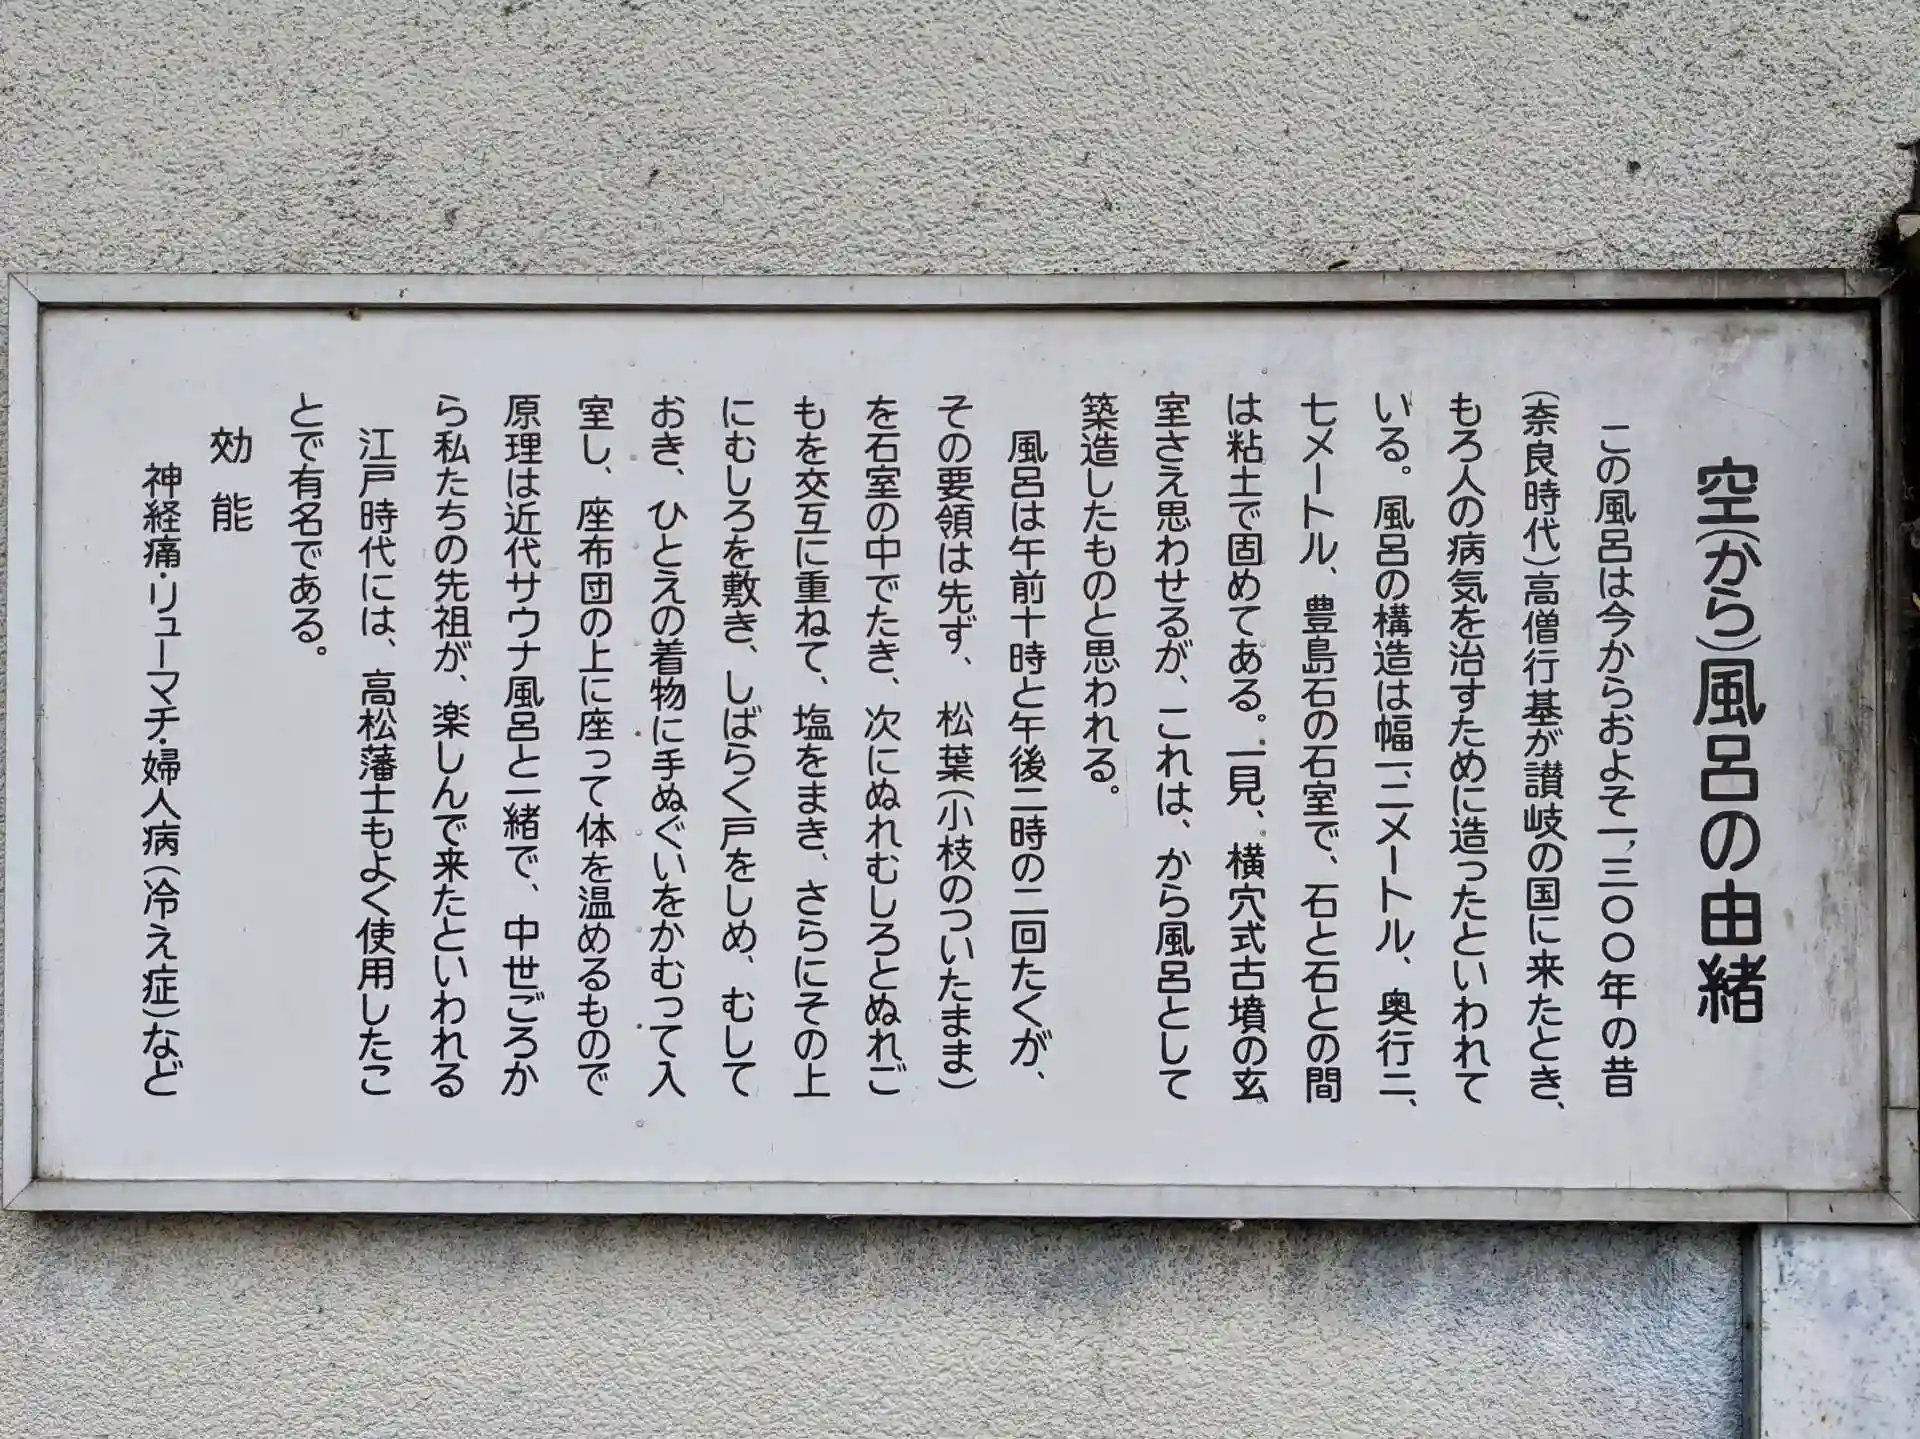 空(から)風呂の由緒
この風呂は今からおよそ一、三〇〇年の昔
(奈良時代)高僧行基が讃岐の国に来たとき、
もろ人の病気を治すために造ったといわれて
いる。風呂の構造は幅一、二メートル、奥行二、
七メートル、豊島石の石室で、石と石との間
は粘土で固めてある。一見、横穴式古墳の玄
室さえ思わせるが、これは、から風呂として
築造したものと思われる。
風呂は午前十時と午後二時の二回たくが、
その要領は先ず、松葉(小枝のついたまま)
を石室の中でたき、次にぬれむしろとぬれご
もを交互に重ねて、塩をまき、さらにその上
にむしろを敷き、しばらく戸をしめ、むして
おき、ひとえの着物に手ぬぐいをかむって入
室し、座布団の上に座って体を温めるもので
原理は近代サウナ風呂と一緒で、中世ごろか
ら私たちの先祖が、楽しんで来たといわれる
江戸時代には、高松藩士もよく使用したこ
とで有名である。
効能
神経痛・リューマチ・婦人病(冷え症)など